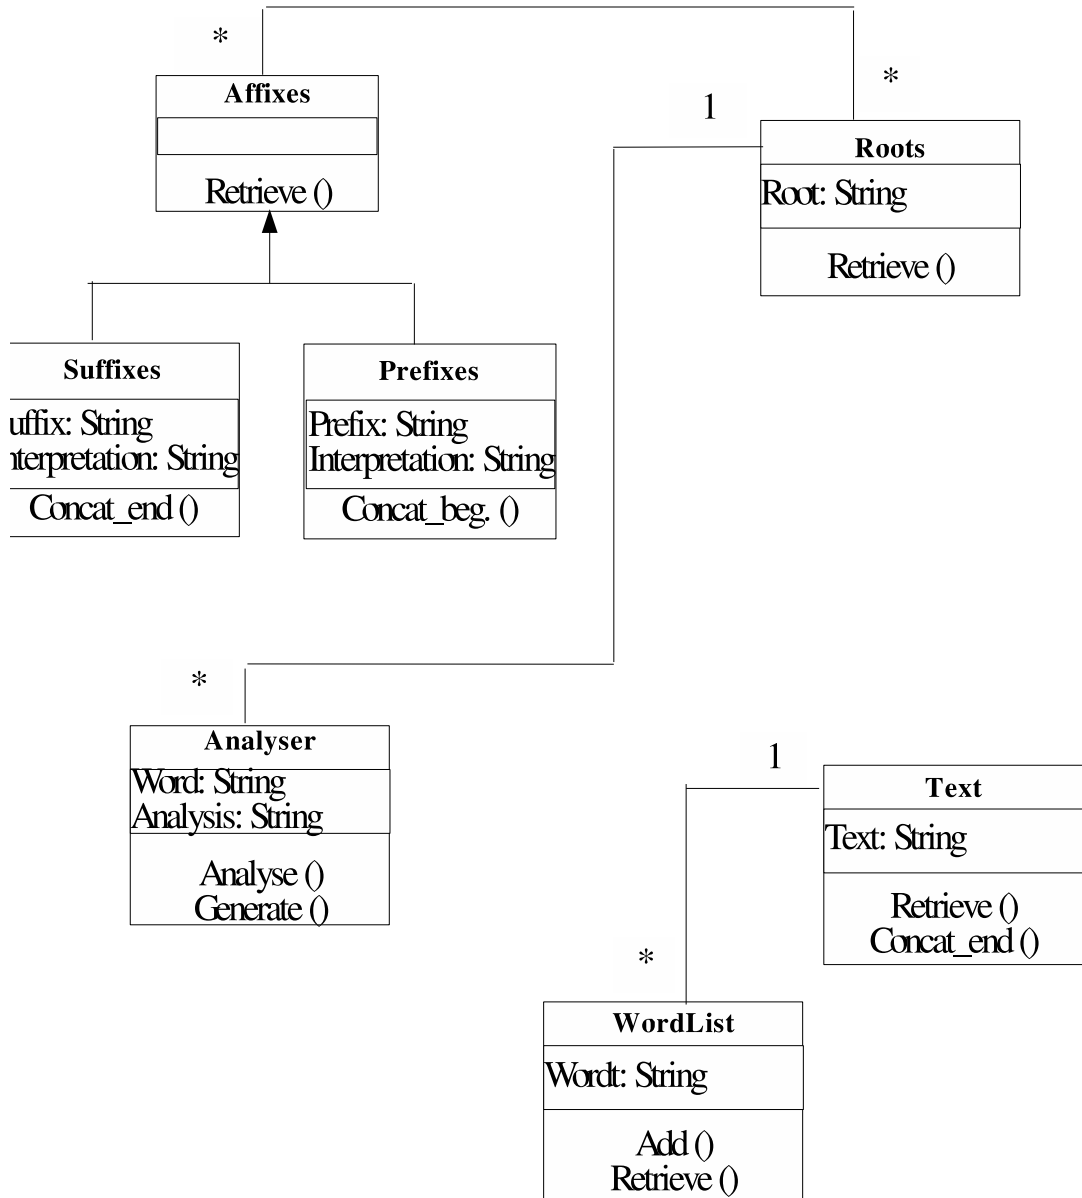 *
*
Affixes
Retrieve ()
1
Roots
Root: String
Retrieve ()
Suffixes
uffix: String
nterpretation: String
Concat_end ()
Prefixes
Prefix: String
Interpretation: String
Concat_beg. ()
*
Analyser
Word: String
Analysis: String
Analyse ()
Generate ()
1
Text
Text: String
Retrieve ()
Concat_end ()
*
WordList
Wordt: String
Add ()
Retrieve ()